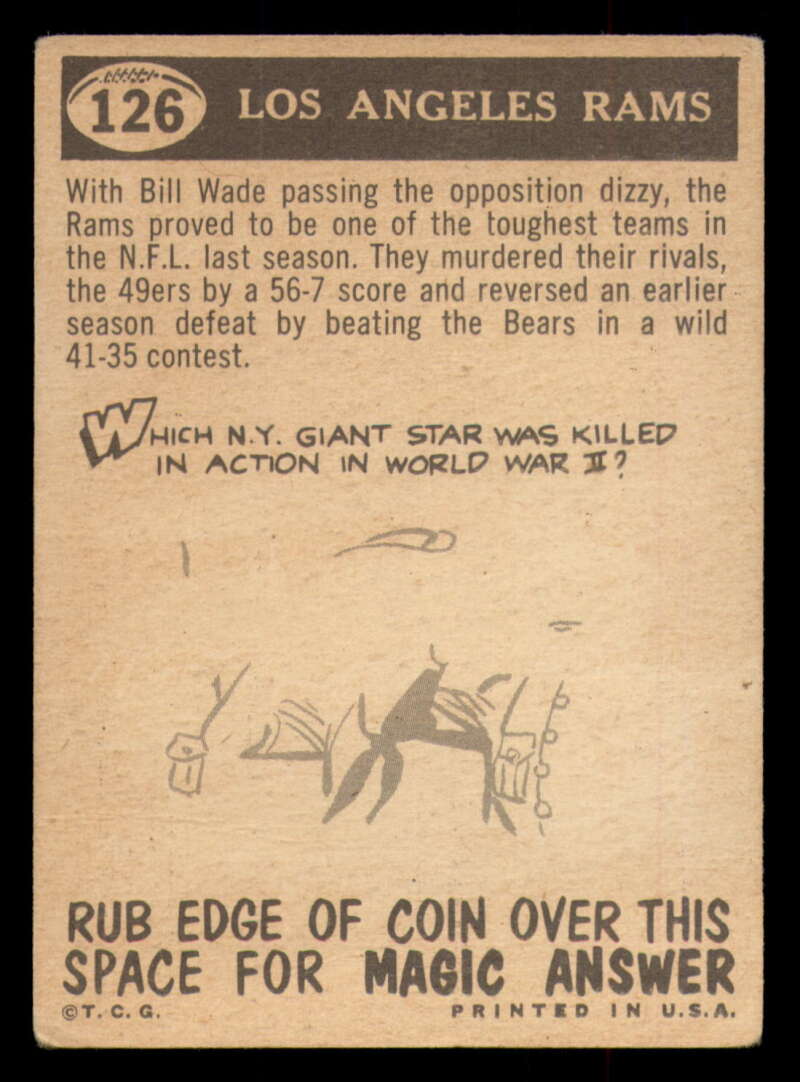 126 LOS ANGELES RAMS
With Bill Wade passing the opposition dizzy, the
Rams proved to be one of the toughest teams in
the N.F.L. last season. They murdered their rivals,
the 49ers by a 56-7 score and reversed an earlier
season defeat by beating the Bears in a wild
41-35 contest.
WHICH N.Y. GIANT STAR WAS KILLED
IN ACTION IN WORLD WAR II?
RUB EDGE OF COIN OVER THIS
SPACE FOR MAGIC ANSWER
©T. C. G. PRINTED IN U.S.A.